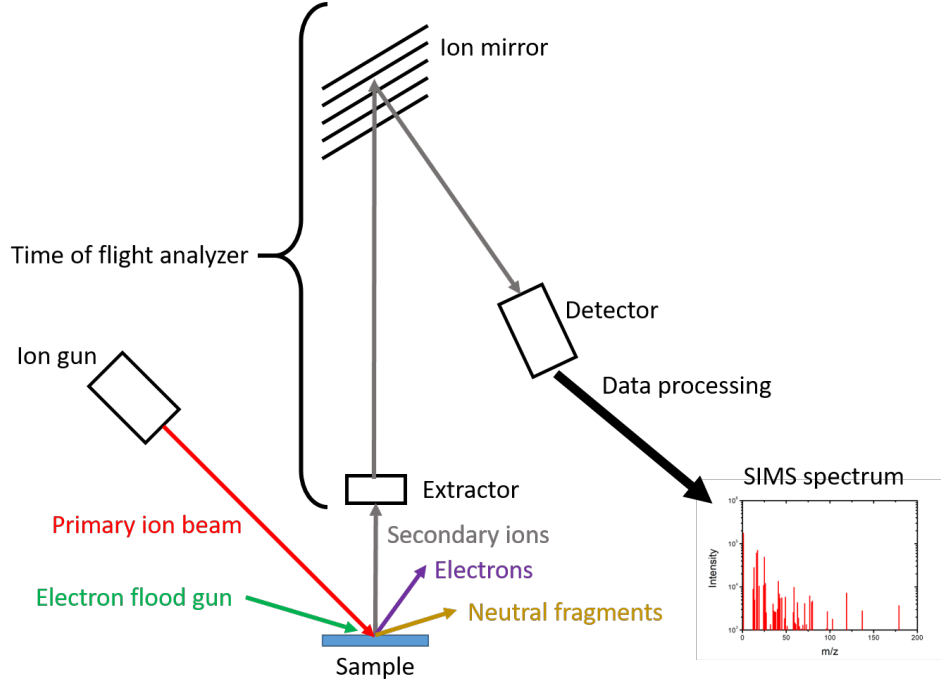 Ion mirror
Time of flight analyzer
Detector
Ion gun
Data processing
SIMS spectrum
Extractor
Primary ion beam
Secondary ions
Electrons
Electron flood gun
Neutral fragments
Sample
Intensity
0
50
100
150
200
m/z